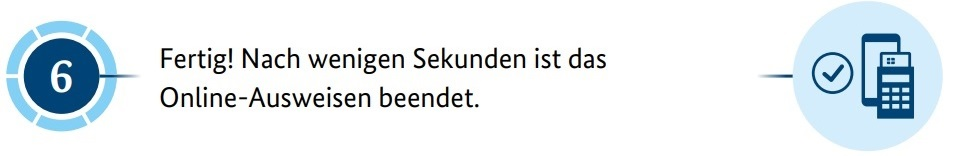 6
Fertig! Nach wenigen Sekunden ist das
Online-Ausweisen beendet.